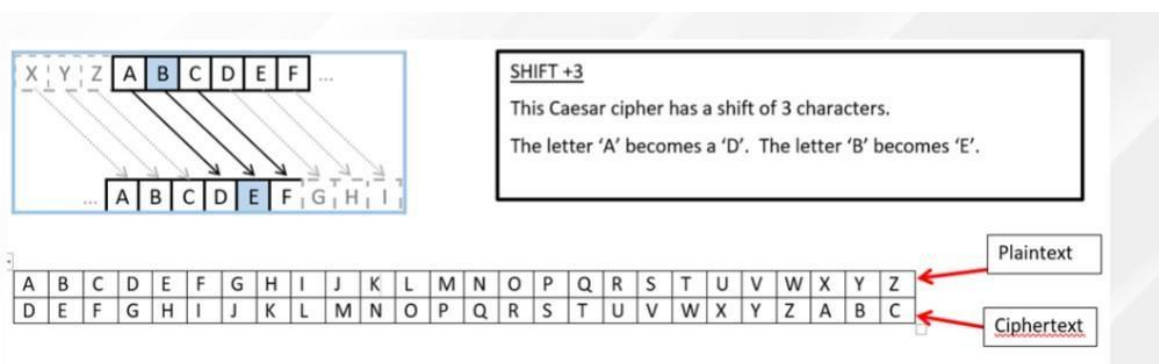 X Y Z A B C D E F ...
... A B C D E F G H I
SHIFT +3
This Caesar cipher has a shift of 3 characters.
The letter ‘A’ becomes a ‘D’. The letter ‘B’ becomes ‘E’.
Plaintext
A B C D E F G H I J K L M N O P Q R S T U V W X Y Z
D E F G H I J K L M N O P Q R S T U V W X Y Z A B C
Ciphertext